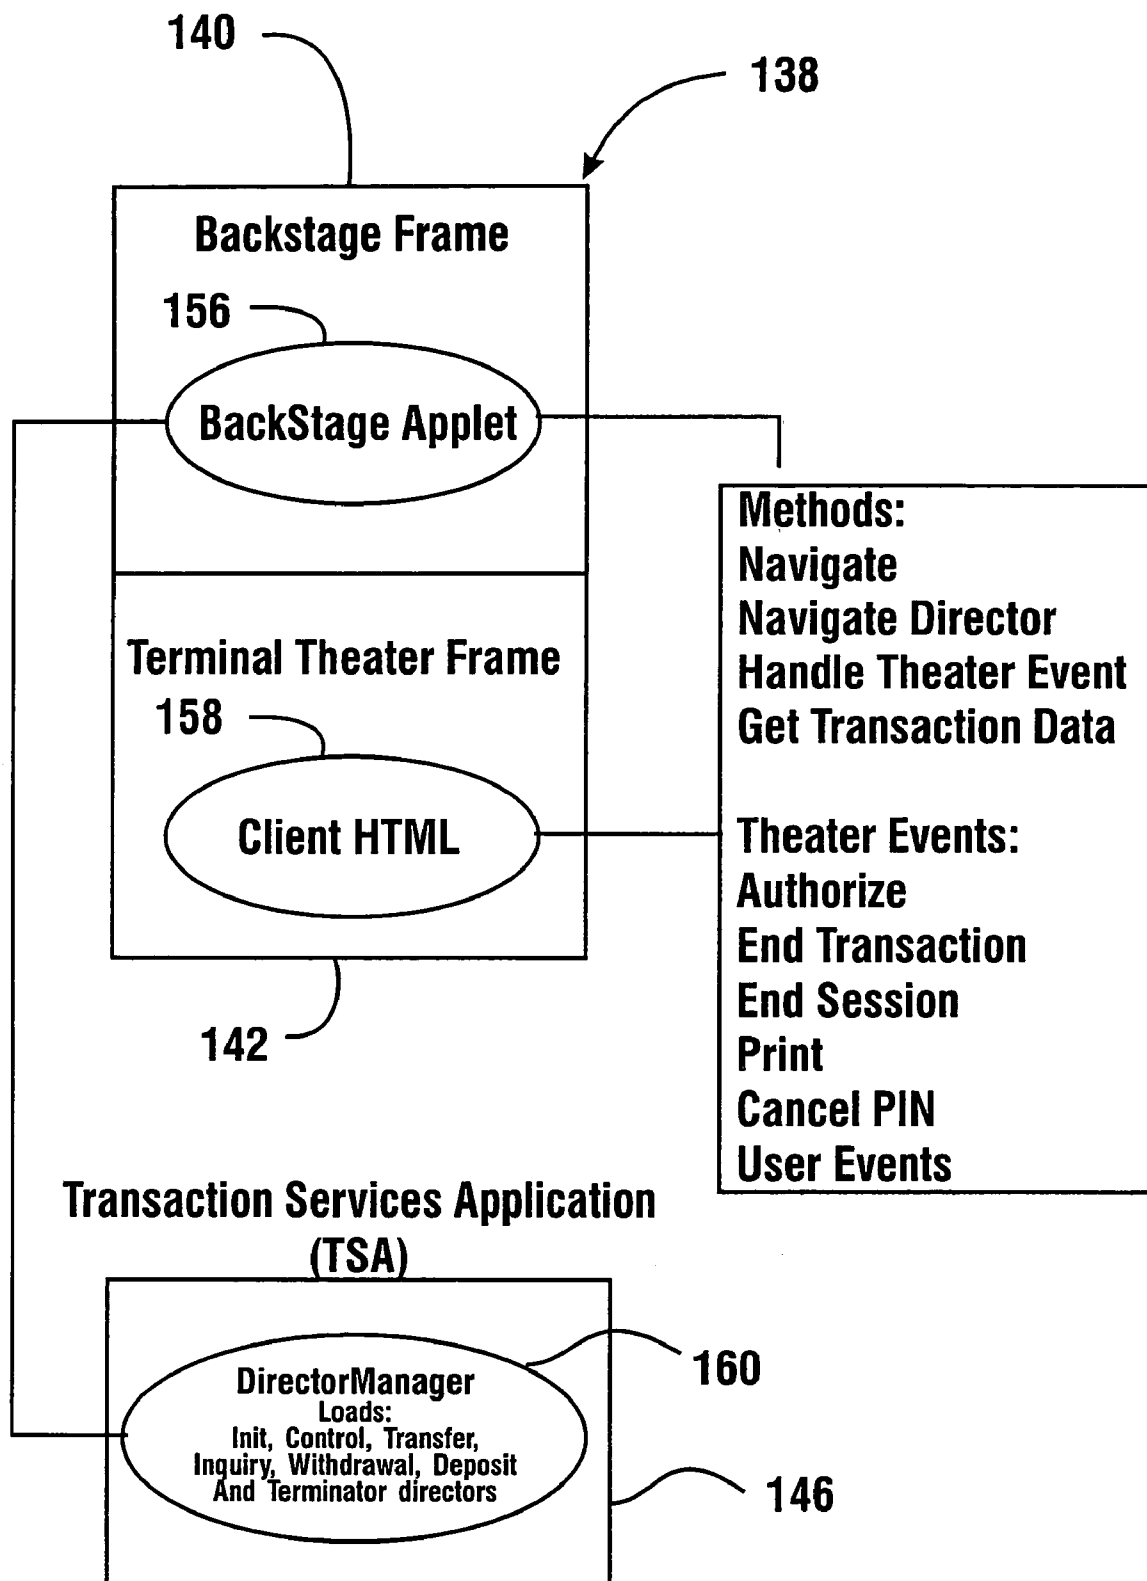 140
138
Backstage Frame
156
BackStage Applet
Methods:
Navigate
Navigate Director
Handle Theater Event
Get Transaction Data
Theater Events:
Authorize
End Transaction
End Session
Print
Cancel PIN
User Events
Terminal Theater Frame
158
Client HTML
142
Transaction Services Application
(TSA)
160
DirectorManager
Loads:
Init, Control, Transfer,
Inquiry, Withdrawal, Deposit
And Terminator directors
146